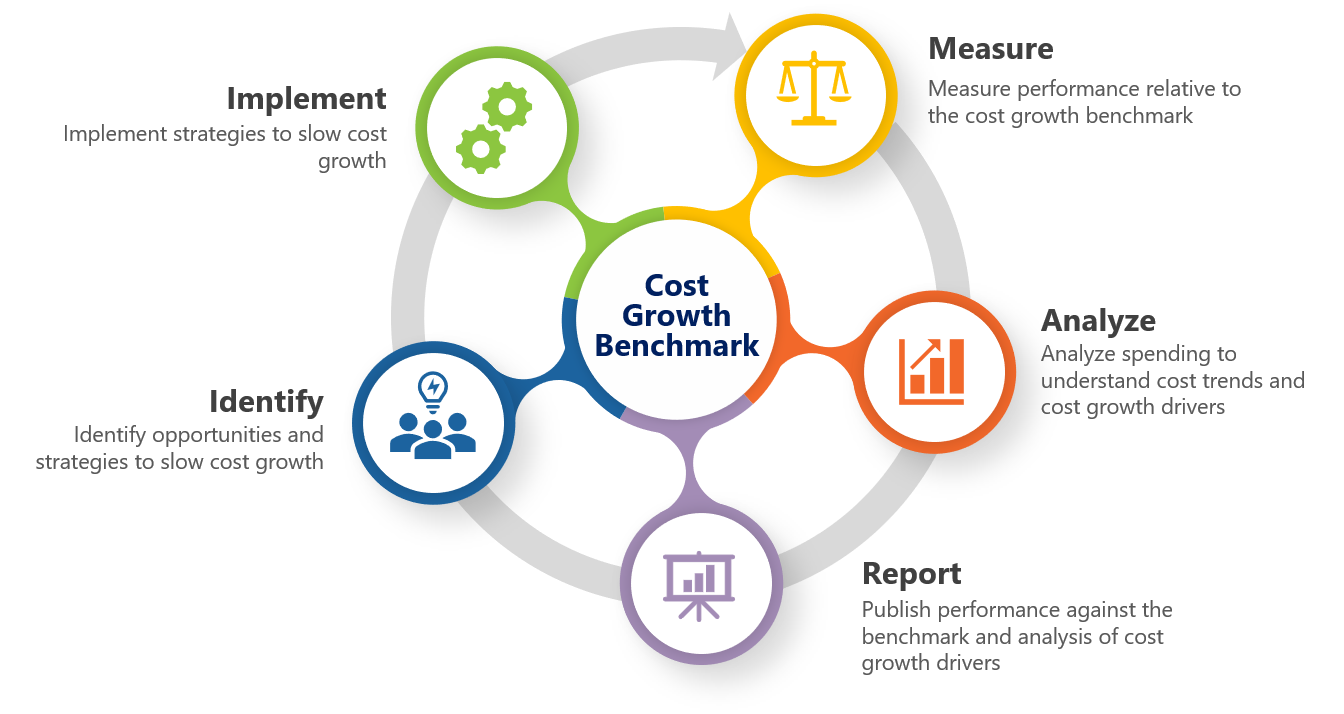 Cost
Growth
Benchmark
Measure
Measure performance relative to
the cost growth benchmark
Analyze
Analyze spending to
understand cost trends and
cost growth drivers
Report
Publish performance against the
benchmark and analysis of cost
growth drivers
Identify
Identify opportunities and
strategies to slow cost growth
Implement
Implement strategies to slow cost
growth